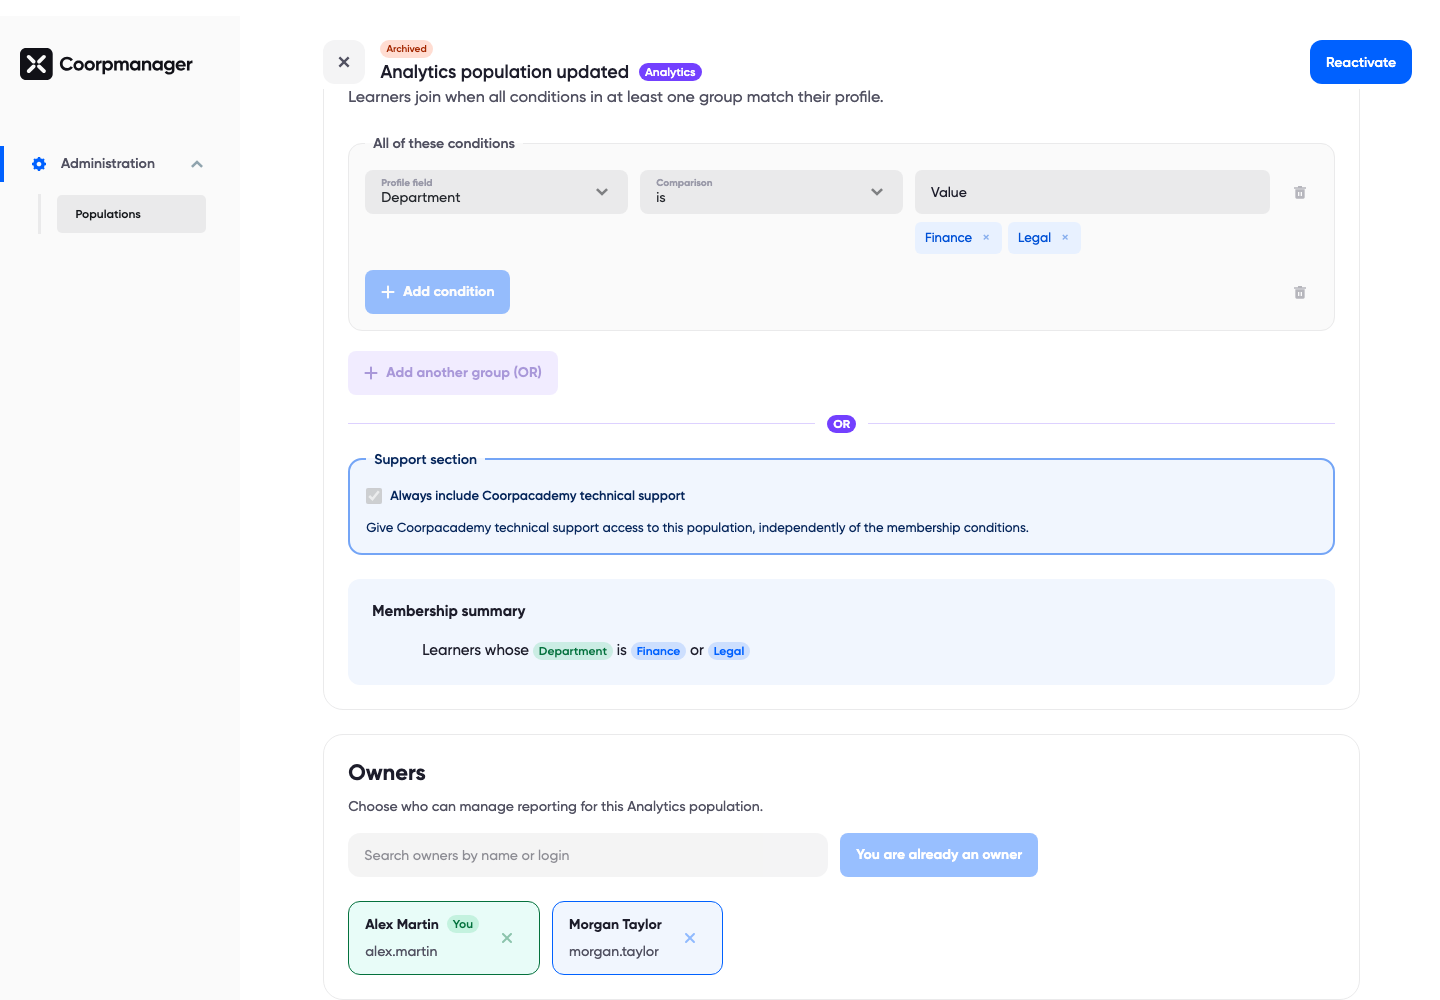 Coorpmanager
Administration
Populations
Archived
Analytics population updated Analytics
Reactivate
Learners join when all conditions in at least one group match their profile.
All of these conditions
Profile field
Department
Comparison
is
Value
Finance ×
Legal ×
+ Add condition
+ Add another group (OR)
OR
Support section
Always include Coorpacademy technical support
Give Coorpacademy technical support access to this population, independently of the membership conditions.
Membership summary
Learners whose Department is Finance or Legal
Owners
Choose who can manage reporting for this Analytics population.
Search owners by name or login
You are already an owner
Alex Martin You
alex.martin
Morgan Taylor
morgan.taylor